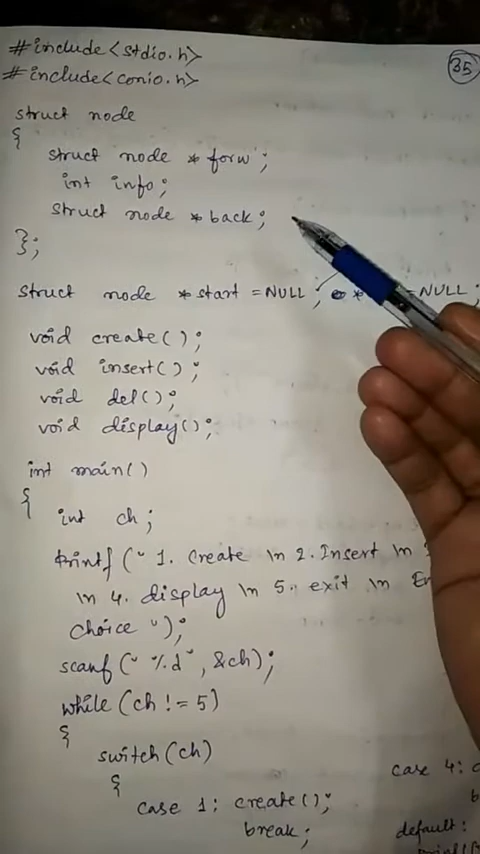 #include<stdio.h>
#include<conio.h>
35
struct node
{
struct node *forw;
int info;
struct node *back;
};
struct node *start=NULL; * =NULL;
void create();
void insert();
void del();
void display();
int main()
{
int ch;
printf(" 1. Create \n 2. Insert \n
\n 4. display \n 5. exit \n
choice ");
scanf("%d", &ch);
while(ch != 5)
{
switch(ch)
{
case 1: create();
break;
case 4:
default: